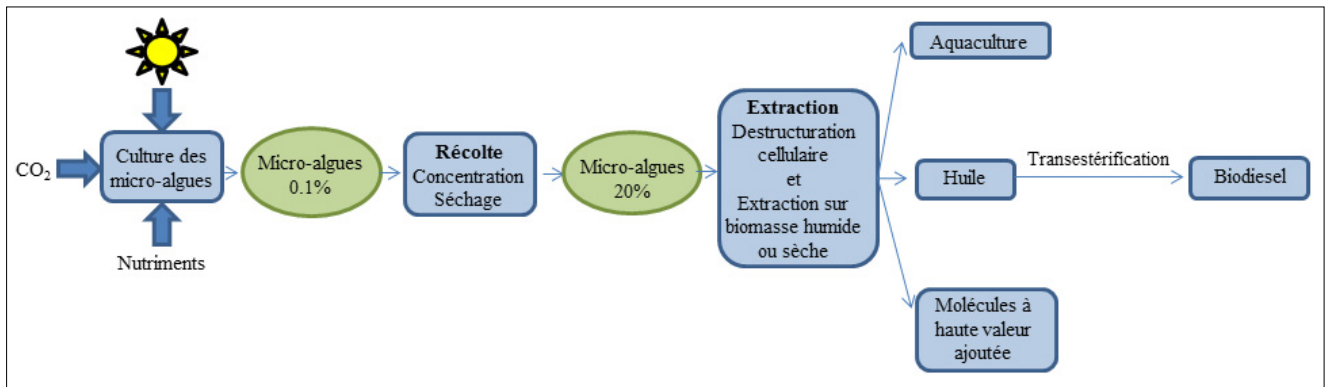 CO₂
Nutriments
Culture des
micro-algues
Micro-algues
0.1%
Récolte
Concentration
Séchage
Micro-algues
20%
Extraction
Destructuration
cellulaire
et
Extraction sur
biomasse humide
ou sèche
Aquaculture
Huile
Transestérification
Biodiesel
Molécules à
haute valeur
ajoutée